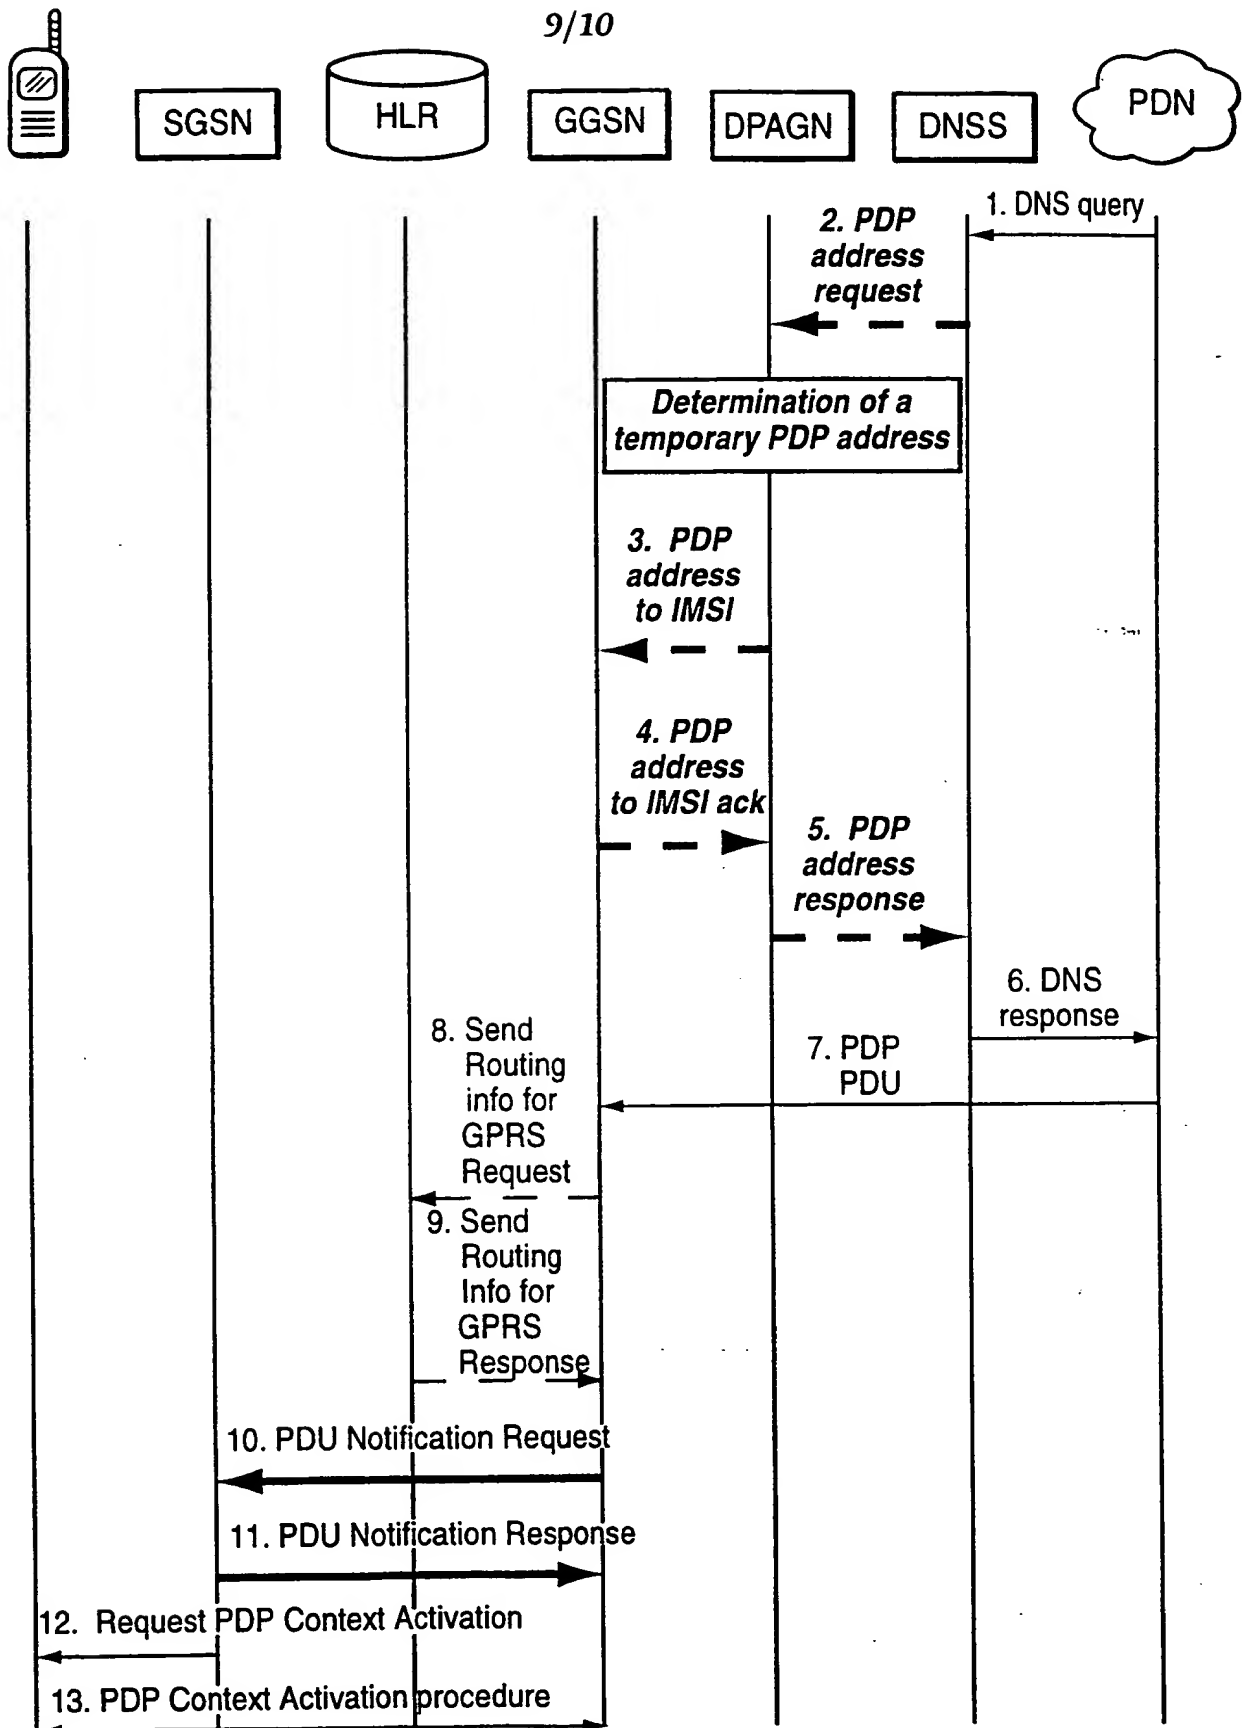 9/10
SGSN
HLR
GGSN
DPAGN
DNSS
PDN
1. DNS query
2. PDP
address
request
Determination of a
temporary PDP address
3. PDP
address
to IMSI
4. PDP
address
to IMSI ack
5. PDP
address
response
6. DNS
response
7. PDP
PDU
8. Send
Routing
info for
GPRS
Request
9. Send
Routing
Info for
GPRS
Response
10. PDU Notification Request
11. PDU Notification Response
12. Request PDP Context Activation
13. PDP Context Activation procedure